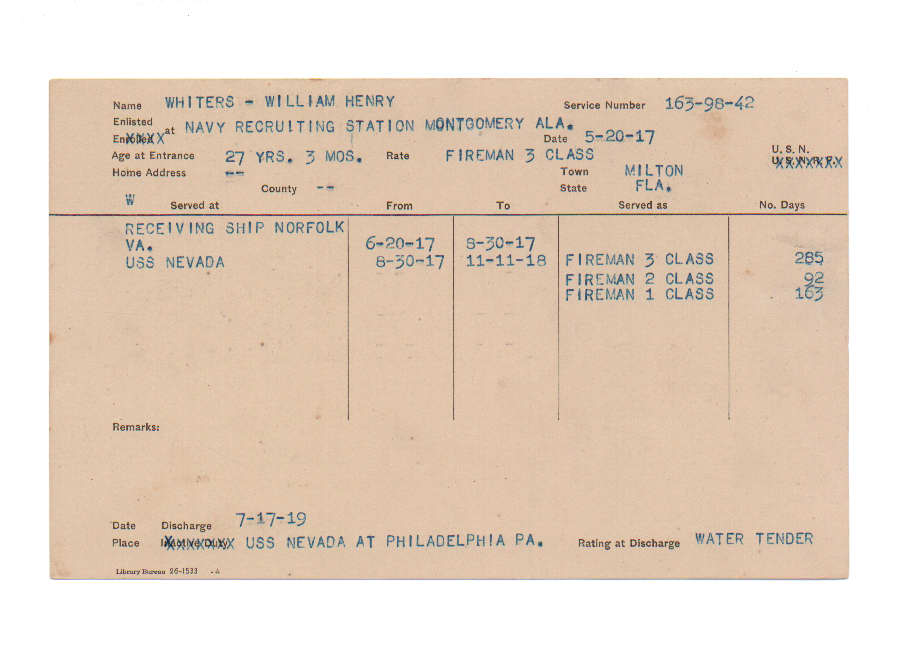 Name WHITERS - WILLIAM HENRY Service Number 163-98-42
Enlisted
Enrolled at NAVY RECRUITING STATION MONTGOMERY ALA. Date 5-20-17
Age at Entrance 27 YRS. 3 MOS. Rate FIREMAN 3 CLASS U. S. N.
U. S. N. R. F.
Home Address -- Town MILTON
County -- State FLA.
W Served at From To Served as No. Days
RECEIVING SHIP NORFOLK
VA. 6-20-17 8-30-17
USS NEVADA 8-30-17 11-11-18 FIREMAN 3 CLASS 285
FIREMAN 2 CLASS 92
FIREMAN 1 CLASS 163
Remarks:
Date Discharge 7-17-19
Place Inactive Duty USS NEVADA AT PHILADELPHIA PA. Rating at Discharge WATER TENDER
Library Bureau 26-1533